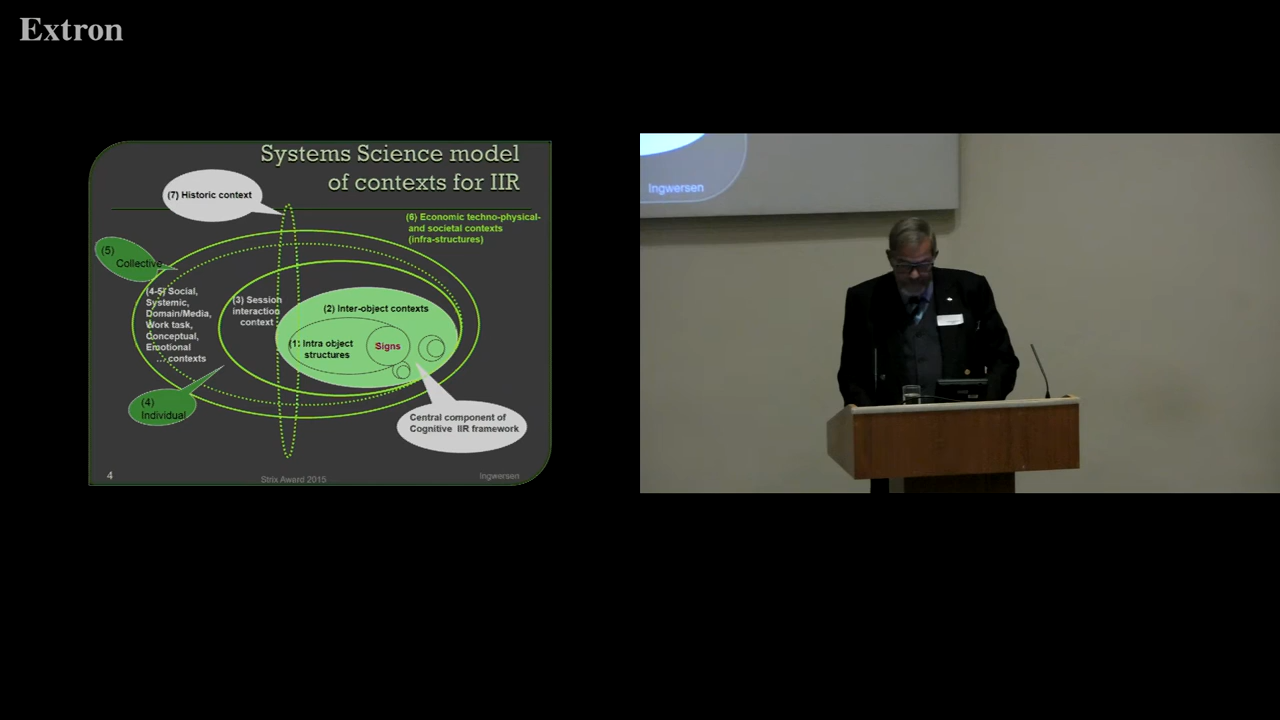 Extron
Systems Science model
of contexts for IIR
(7) Historic context
(6) Economic techno-physical-
and societal contexts
(infra-structures)
(5)
Collective
(4-5) Social,
Systemic,
Domain/Media,
Work task,
Conceptual,
Emotional
... contexts
(3) Session
interaction
context
(2) Inter-object contexts
(1) Intra object
structures
Signs
(4)
Individual
Central component of
Cognitive IIR framework
4
Strix Award 2015
Ingwersen
Ingwersen